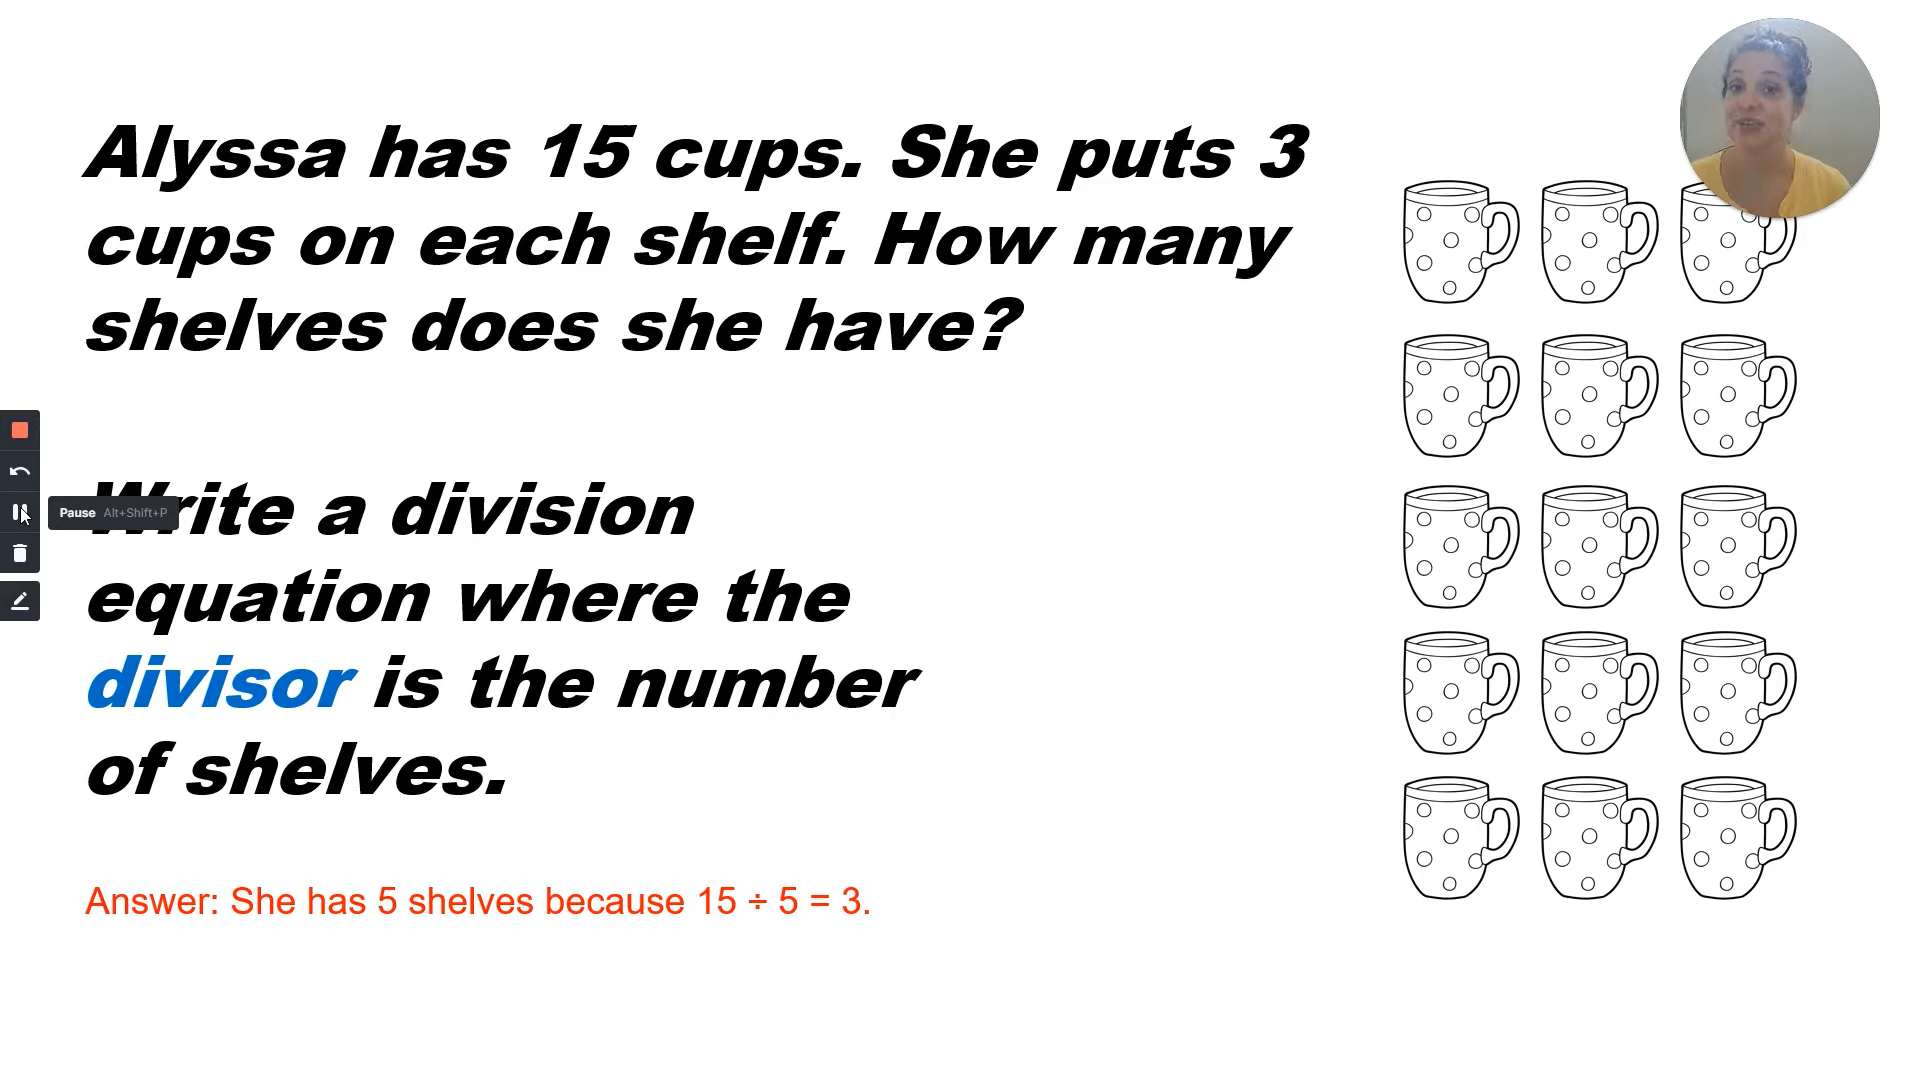 Alyssa has 15 cups. She puts 3
cups on each shelf. How many
shelves does she have?
Write a division
equation where the
divisor is the number
of shelves.
Pause Alt+Shift+P
Answer: She has 5 shelves because 15 ÷ 5 = 3.